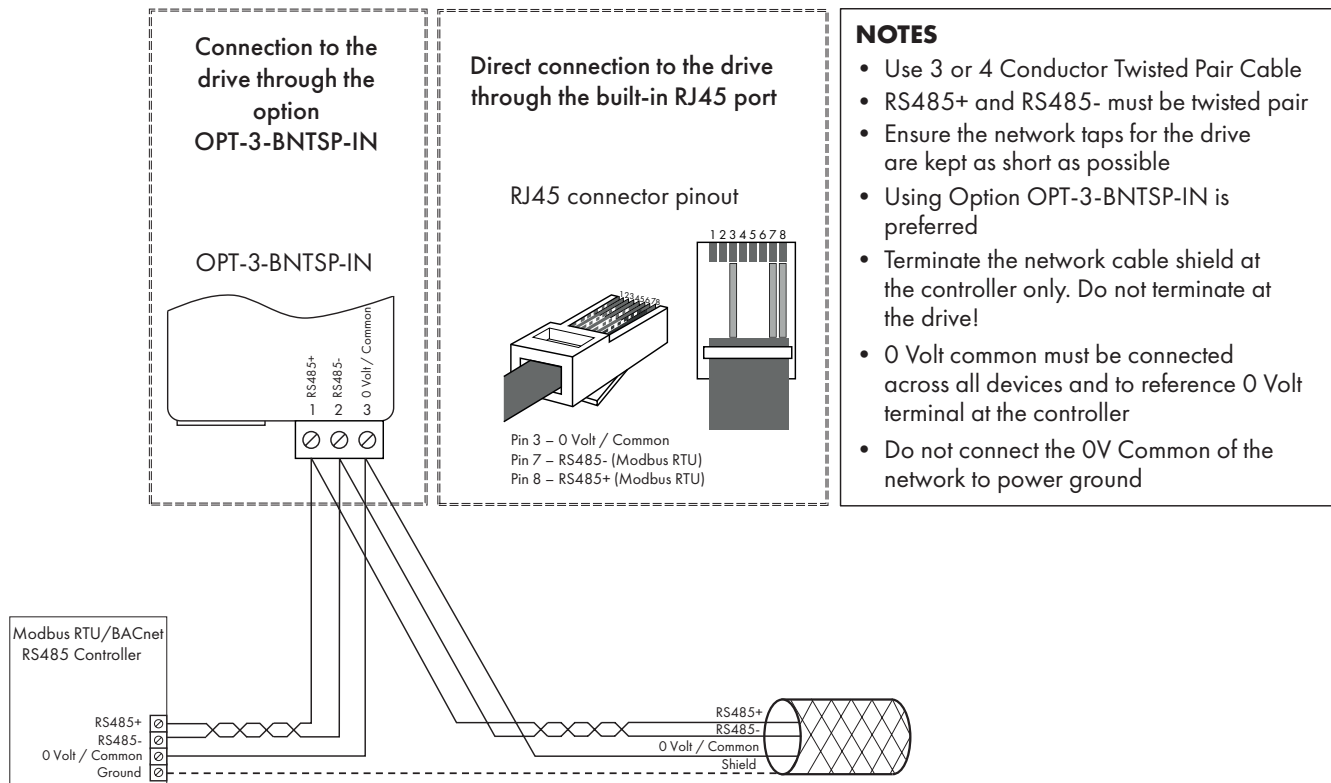 Connection to the
drive through the
option
OPT-3-BNTSP-IN
OPT-3-BNTSP-IN
RS485+
RS485-
0 Volt / Common
1 2 3
Direct connection to the drive
through the built-in RJ45 port
RJ45 connector pinout
12345678
1 2 3 4 5 6 7 8
Pin 3 – 0 Volt / Common
Pin 7 – RS485- (Modbus RTU)
Pin 8 – RS485+ (Modbus RTU)
NOTES
• Use 3 or 4 Conductor Twisted Pair Cable
• RS485+ and RS485- must be twisted pair
• Ensure the network taps for the drive
are kept as short as possible
• Using Option OPT-3-BNTSP-IN is
preferred
• Terminate the network cable shield at
the controller only. Do not terminate at
the drive!
• 0 Volt common must be connected
across all devices and to reference 0 Volt
terminal at the controller
• Do not connect the 0V Common of the
network to power ground
Modbus RTU/BACnet
RS485 Controller
RS485+
RS485-
0 Volt / Common
Ground
RS485+
RS485-
0 Volt / Common
Shield